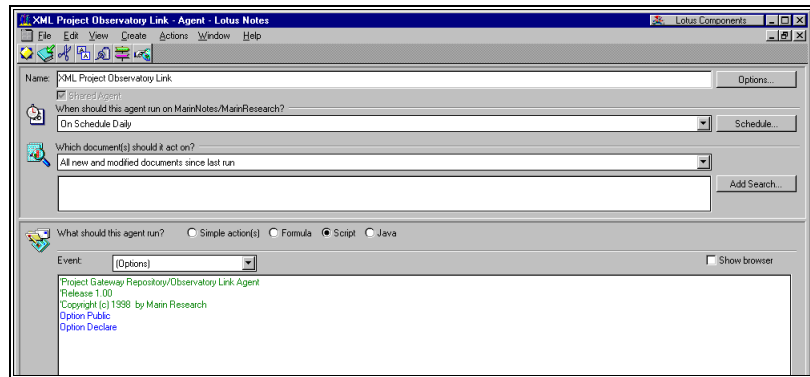 XML Project Observatory Link - Agent - Lotus Notes
Lotus Components
File Edit View Create Actions Window Help
Name: XML Project Observatory Link
Options...
Shared Agent
When should this agent run on MarinNotes/MarinResearch?
On Schedule Daily
Schedule...
Which document(s) should it act on?
All new and modified documents since last run
Add Search...
What should this agent run? Simple action(s) Formula Script Java
Event: (Options) Show browser
'Project Gateway Repository/Observatory Link Agent
'Release 1.00
'Copyright (c) 1998 by Marin Research
Option Public
Option Declare